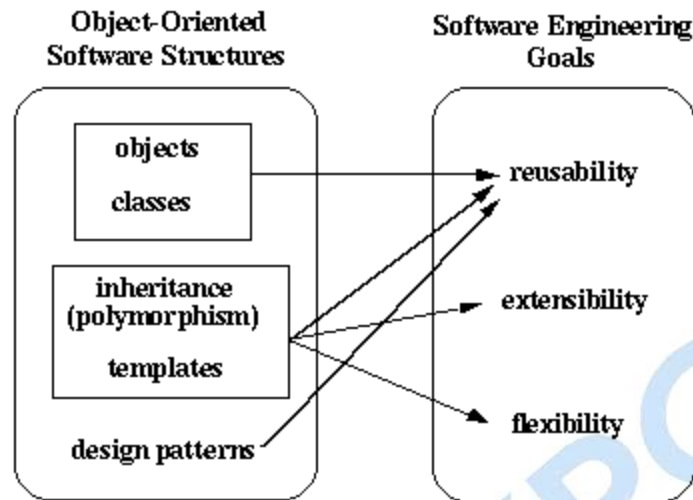 Object-Oriented
Software Structures
Software Engineering
Goals
objects
classes
inheritance
(polymorphism)
templates
design patterns
reusability
extensibility
flexibility